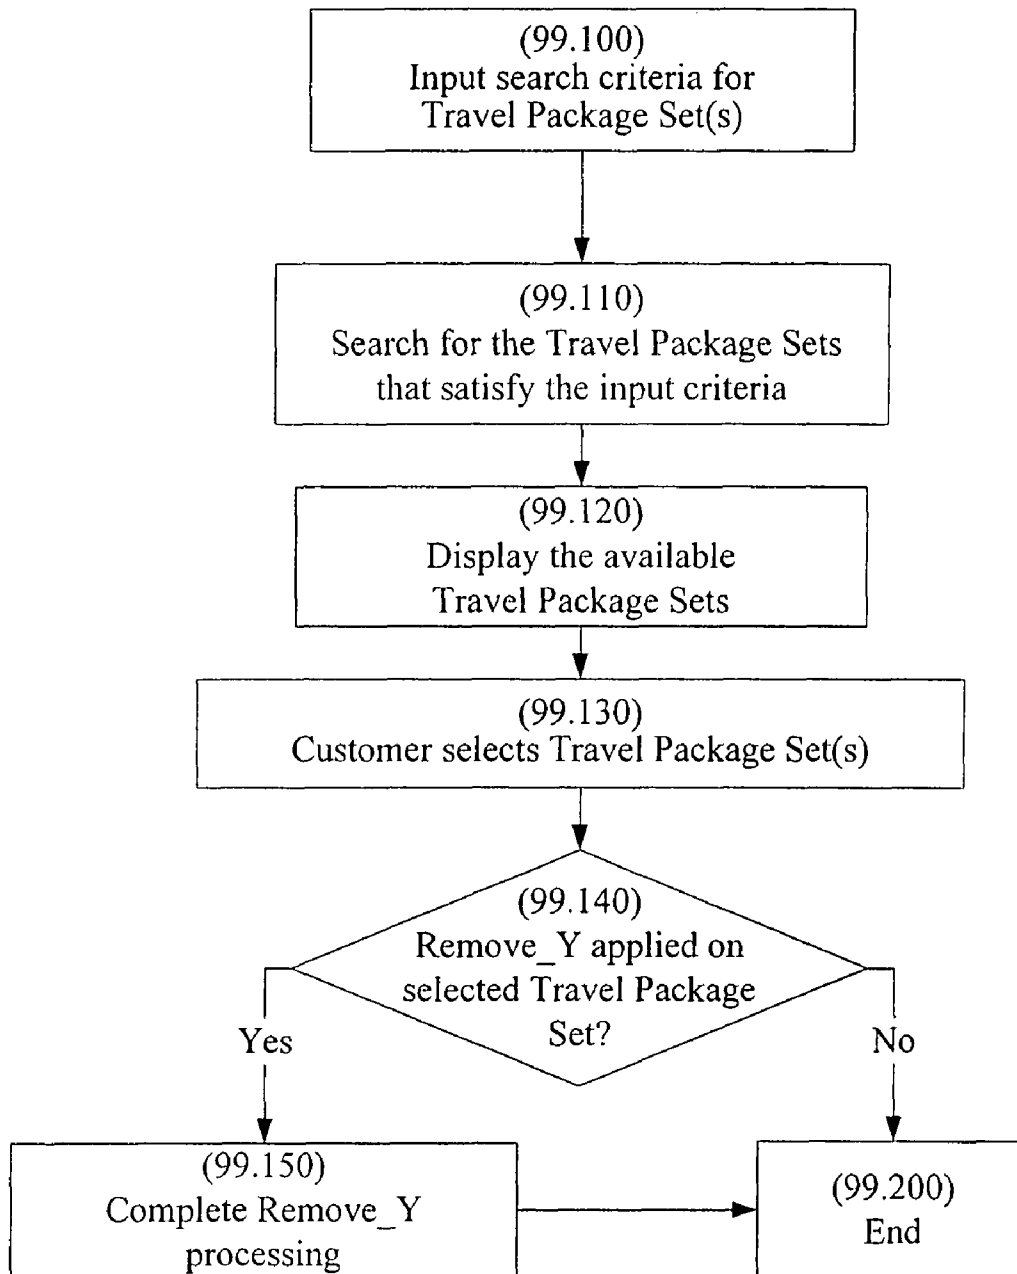 (99.100)
Input search criteria for
Travel Package Set(s)
(99.110)
Search for the Travel Package Sets
that satisfy the input criteria
(99.120)
Display the available
Travel Package Sets
(99.130)
Customer selects Travel Package Set(s)
(99.140)
Remove_Y applied on
selected Travel Package
Set?
Yes
No
(99.150)
Complete Remove_Y
processing
(99.200)
End